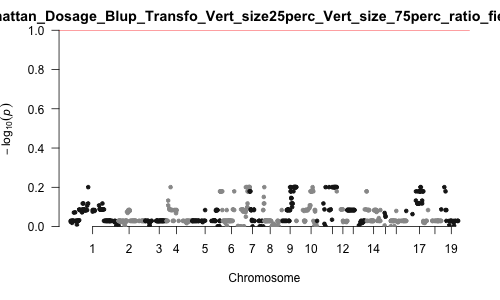 nattan_Dosage_Blup_Transfo_Vert_size25perc_Vert_size_75perc_ratio_fie
1.0
0.8
0.6
0.4
0.2
0.0
− log₁₀(p)
1 2 3 4 5 6 7 8 9 10 12 14 17 19
Chromosome